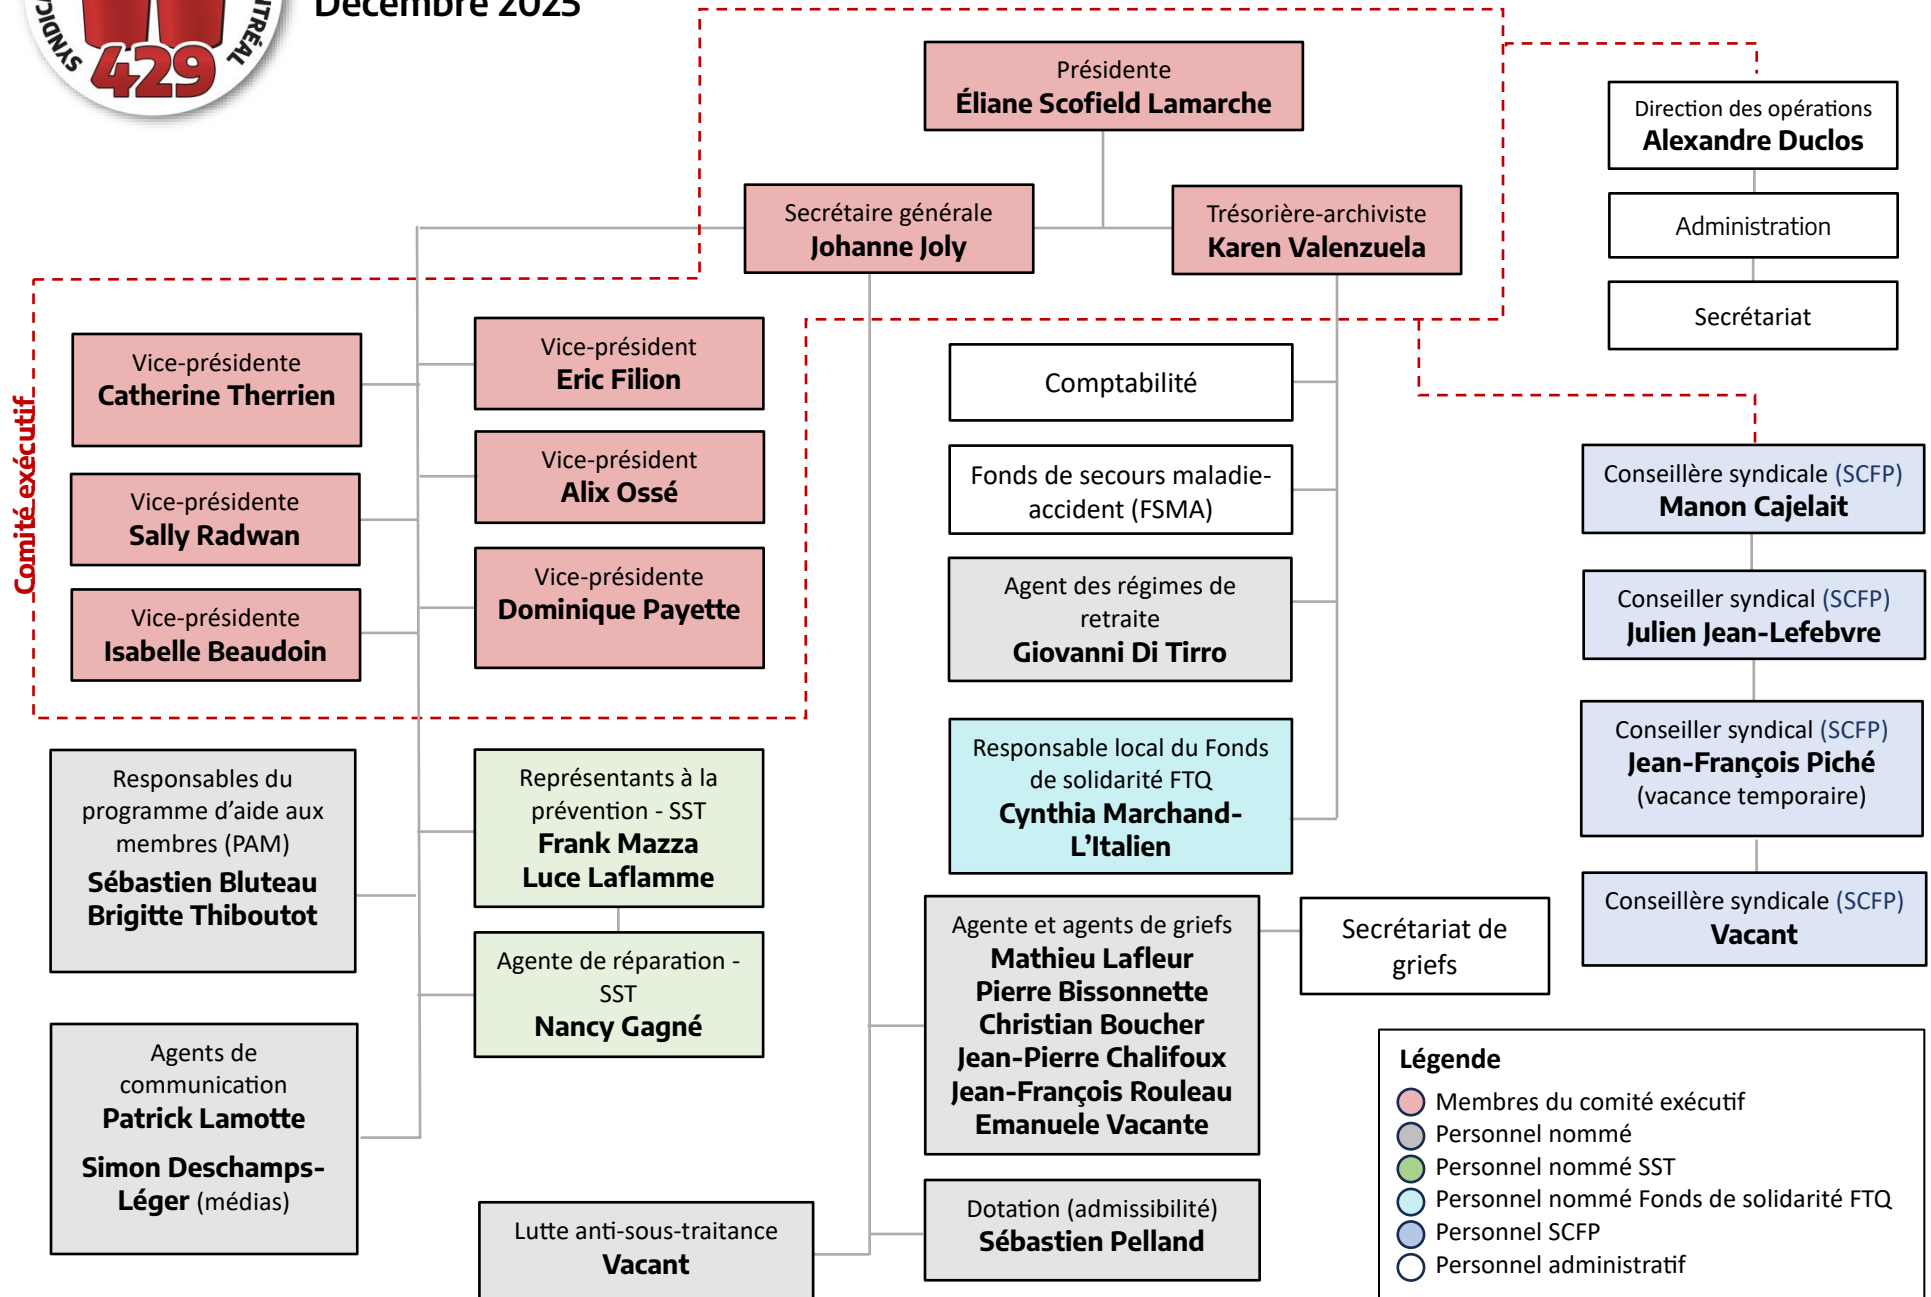 SYNDIC
TRÉAL
429
Décembre 2025
Présidente
Éliane Scofield Lamarche
Direction des opérations
Alexandre Duclos
Secrétaire générale
Johanne Joly
Trésorière-archiviste
Karen Valenzuela
Administration
Secrétariat
Comité exécutif
Vice-présidente
Catherine Therrien
Vice-président
Eric Filion
Vice-président
Alix Ossé
Vice-présidente
Sally Radwan
Vice-présidente
Dominique Payette
Vice-présidente
Isabelle Beaudoin
Comptabilité
Fonds de secours maladie-
accident (FSMA)
Agent des régimes de
retraite
Giovanni Di Tirro
Responsable local du Fonds
de solidarité FTQ
Cynthia Marchand-
L’Italien
Conseillère syndicale (SCFP)
Manon Cajelait
Conseiller syndical (SCFP)
Julien Jean-Lefebvre
Conseiller syndical (SCFP)
Jean-François Piché
(vacance temporaire)
Conseillère syndicale (SCFP)
Vacant
Responsables du
programme d’aide aux
membres (PAM)
Sébastien Bluteau
Brigitte Thiboutot
Représentants à la
prévention - SST
Frank Mazza
Luce Laflamme
Agente de réparation -
SST
Nancy Gagné
Agents de
communication
Patrick Lamotte
Simon Deschamps-
Léger (médias)
Agente et agents de griefs
Mathieu Lafleur
Pierre Bissonnette
Christian Boucher
Jean-Pierre Chalifoux
Jean-François Rouleau
Emanuele Vacante
Secrétariat de
griefs
Lutte anti-sous-traitance
Vacant
Dotation (admissibilité)
Sébastien Pelland
Légende
Membres du comité exécutif
Personnel nommé
Personnel nommé SST
Personnel nommé Fonds de solidarité FTQ
Personnel SCFP
Personnel administratif